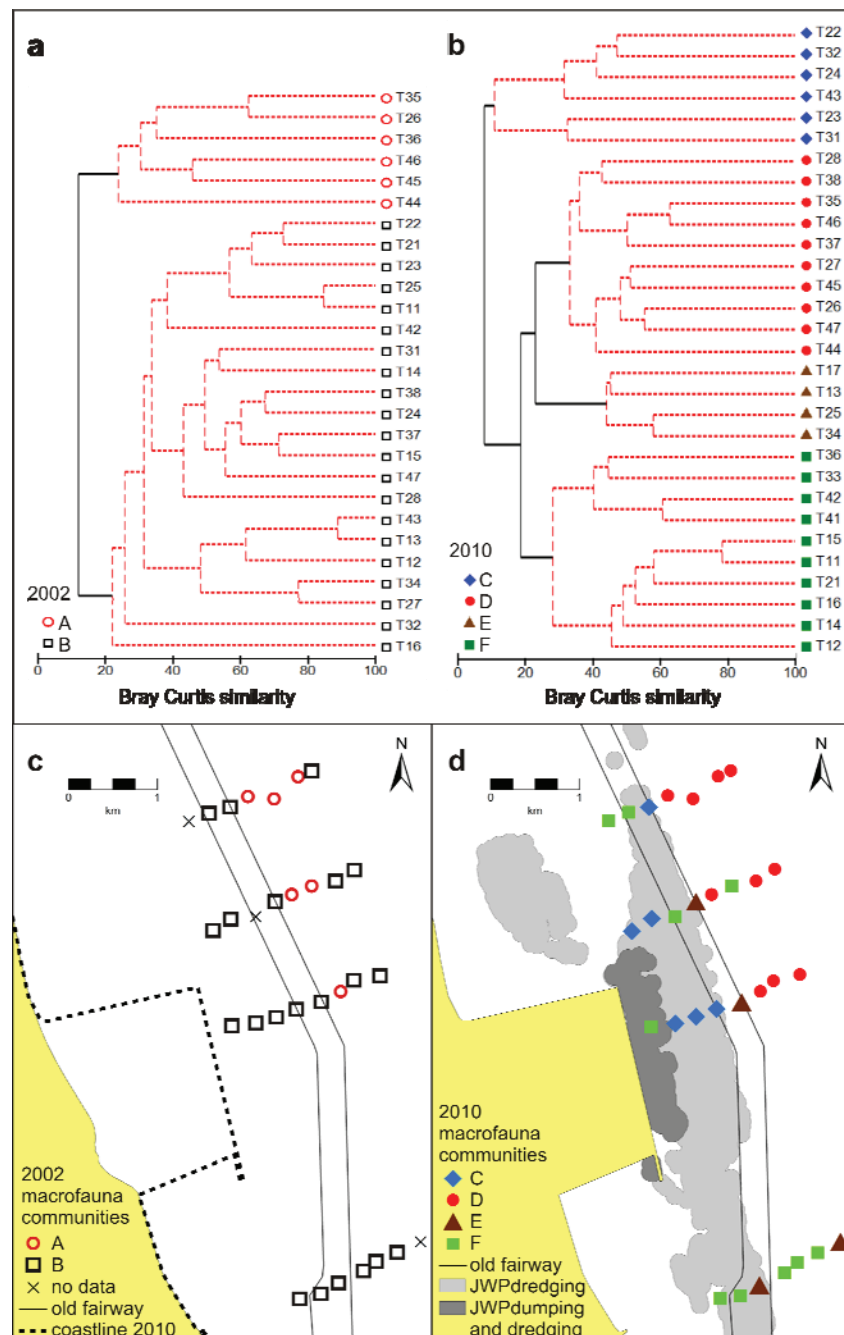 a
T35
T26
T36
T46
T45
T44
T22
T21
T23
T25
T11
T42
T31
T14
T38
T24
T37
T15
T47
T28
T43
T13
T12
T34
T27
T32
T16
2002
A
B
0 20 40 60 80 100
Bray Curtis similarity
b
T22
T32
T24
T43
T23
T31
T28
T38
T35
T46
T37
T27
T45
T26
T47
T44
T17
T13
T25
T34
T36
T33
T42
T41
T15
T11
T21
T16
T14
T12
2010
C
D
E
F
0 20 40 60 80 100
Bray Curtis similarity
c
N
0 1
km
2002
macrofauna
communities
A
B
no data
old fairway
coastline 2010
d
N
0 1
km
2010
macrofauna
communities
C
D
E
F
old fairway
JWPdredging
JWPdumping
and dredging